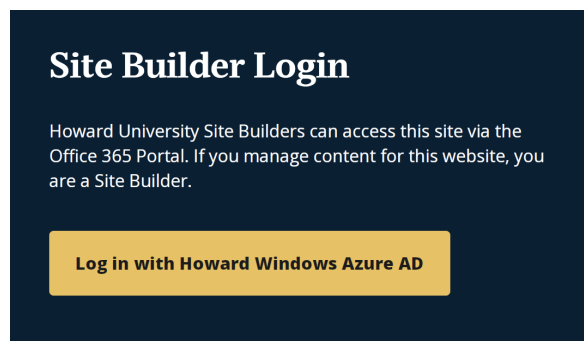 Site Builder Login
Howard University Site Builders can access this site via the
Office 365 Portal. If you manage content for this website, you
are a Site Builder.
Log in with Howard Windows Azure AD